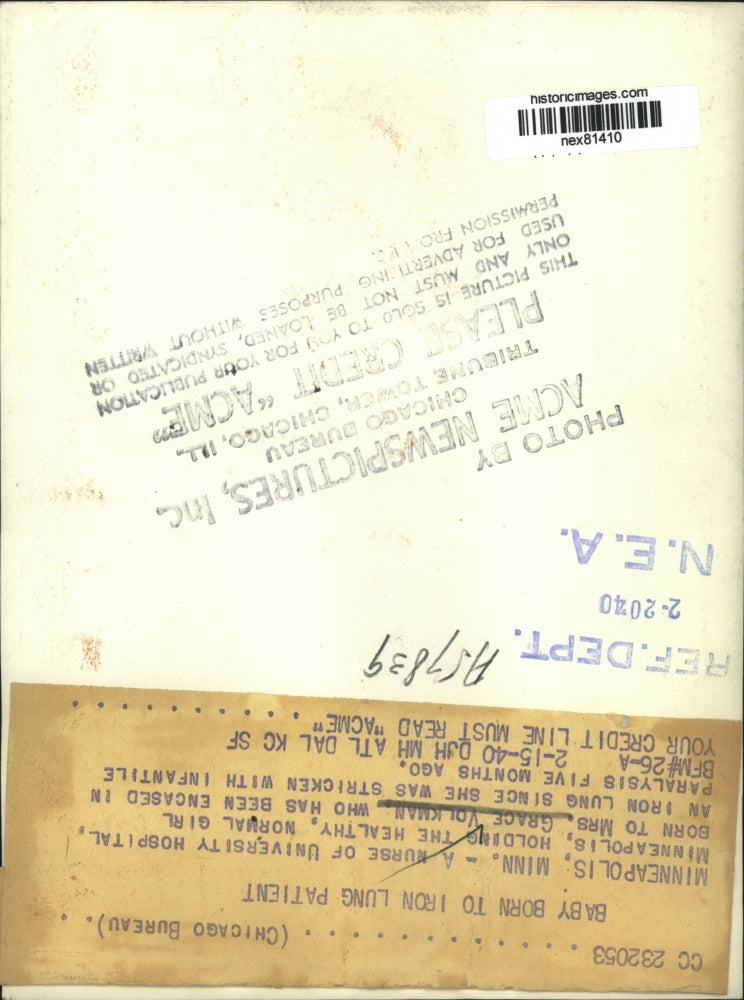 historicimages.com
nex81410
CC 232053 . . . . . . . . . . . . (CHICAGO BUREAU). .
BABY BORN TO IRON LUNG PATIENT
MINNEAPOLIS, MINN. - A NURSE OF UNIVERSITY HOSPITAL,
MINNEAPOLIS, HOLDING THE HEALTHY, NORMAL GIRL
BORN TO MRS. GRACE VOLKMAN WHO HAS BEEN ENCASED IN
AN IRON LUNG SINCE SHE WAS STRICKEN WITH INFANTILE
PARALYSIS FIVE MONTHS AGO.
BFM#26-A 2-15-40 DJH MH ATL DAL KC SF
YOUR CREDIT LINE MUST READ "ACME" . . . . . . . . . .
A57839
REF. DEPT.
2-2040
N.E.A.
PHOTO BY
ACME NEWSPICTURES, Inc.
CHICAGO BUREAU
TRIBUNE TOWER, CHICAGO, ILL.
PLEASE CREDIT "ACME"
THIS PICTURE IS SOLD TO YOU FOR YOUR PUBLICATION
ONLY AND MUST NOT BE LOANED, SYNDICATED OR
USED FOR ADVERTISING PURPOSES WITHOUT WRITTEN
PERMISSION FROM